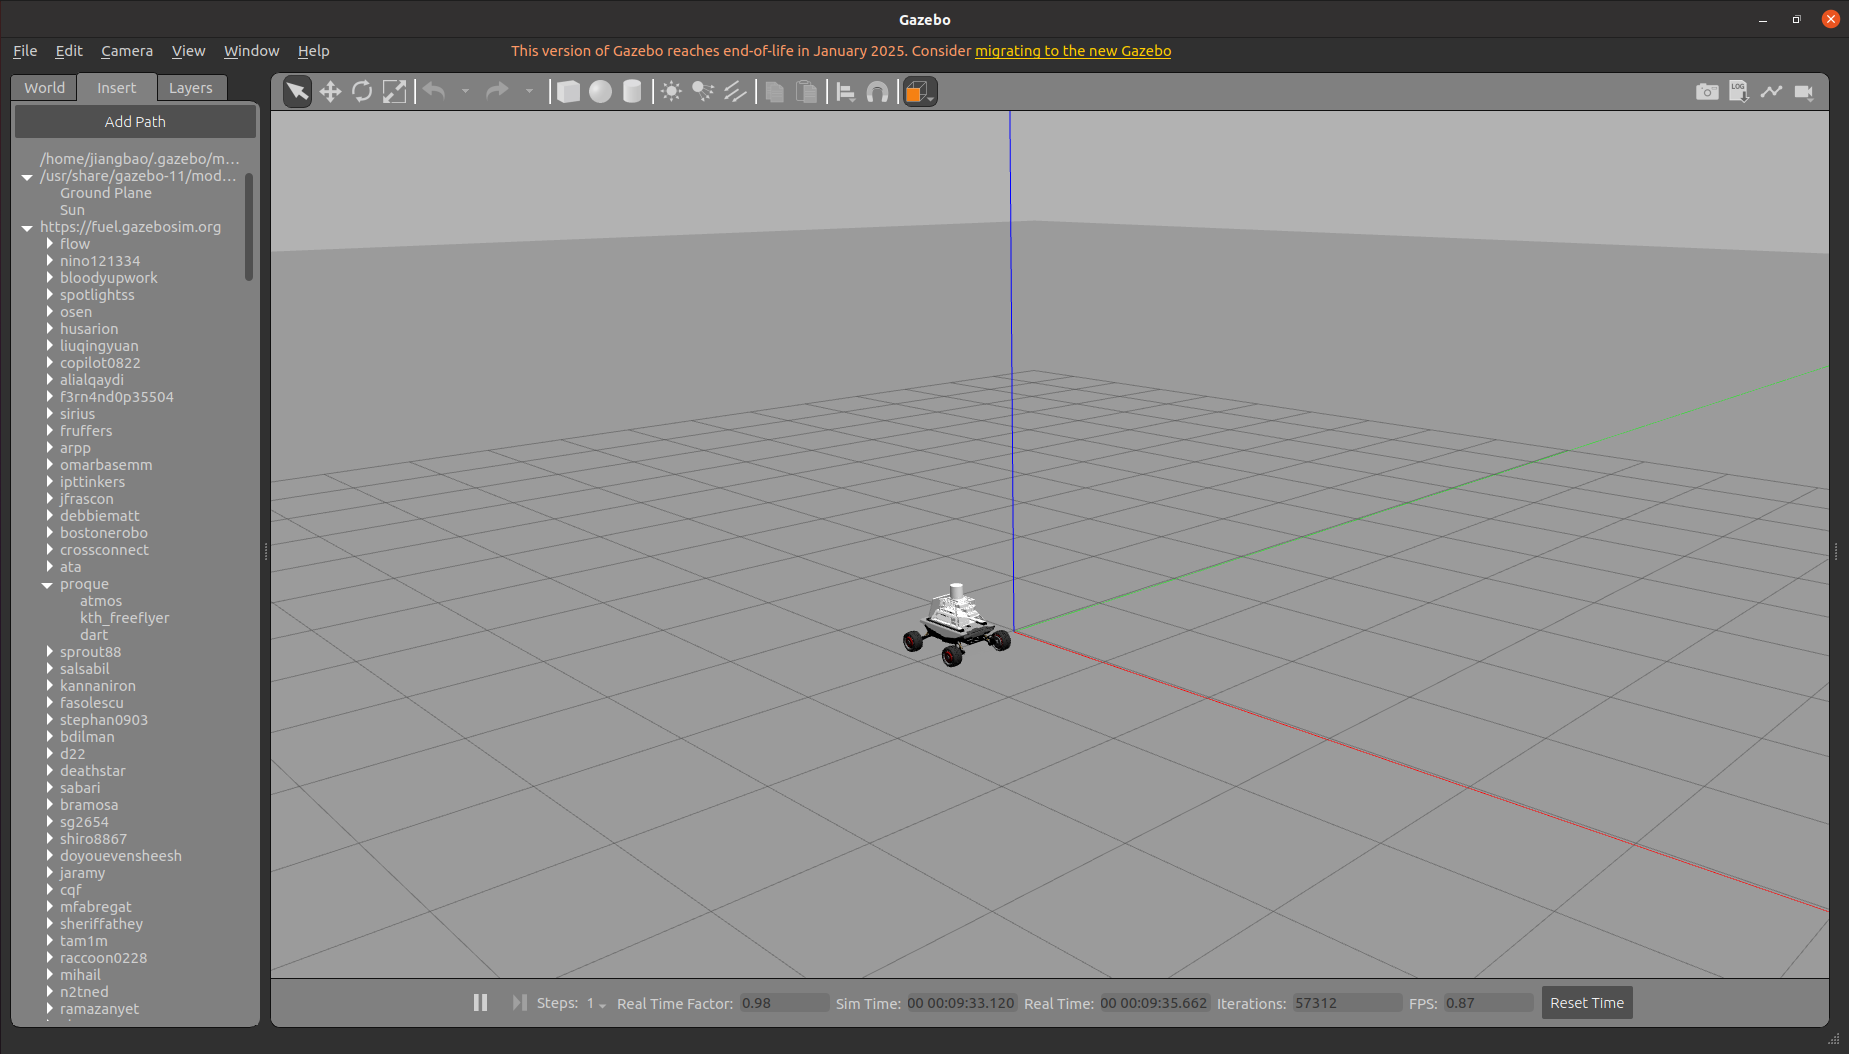 Gazebo
File Edit Camera View Window Help
This version of Gazebo reaches end-of-life in January 2025. Consider migrating to the new Gazebo
World Insert Layers
LOG
Add Path
/home/jiangbao/.gazebo/m...
/usr/share/gazebo-11/mod...
Ground Plane
Sun
https://fuel.gazebosim.org
flow
nino121334
bloodyupwork
spotlightss
osen
husarion
liuqingyuan
copilot0822
alialqaydi
f3rn4nd0p35504
sirius
fruffers
arpp
omarbasemm
ipttinkers
jfrascon
debbiematt
bostonerobo
crossconnect
ata
proque
atmos
kth_freeflyer
dart
sprout88
salsabil
kannaniron
fasolescu
stephan0903
bdilman
d22
deathstar
sabari
bramosa
sg2654
shiro8867
doyouevensheesh
jaramy
cqf
mfabregat
sheriffathey
tam1m
raccoon0228
mihail
n2tned
ramazanyet
Steps: 1 Real Time Factor: 0.98 Sim Time: 00 00:09:33.120 Real Time: 00 00:09:35.662 Iterations: 57312 FPS: 0.87 Reset Time